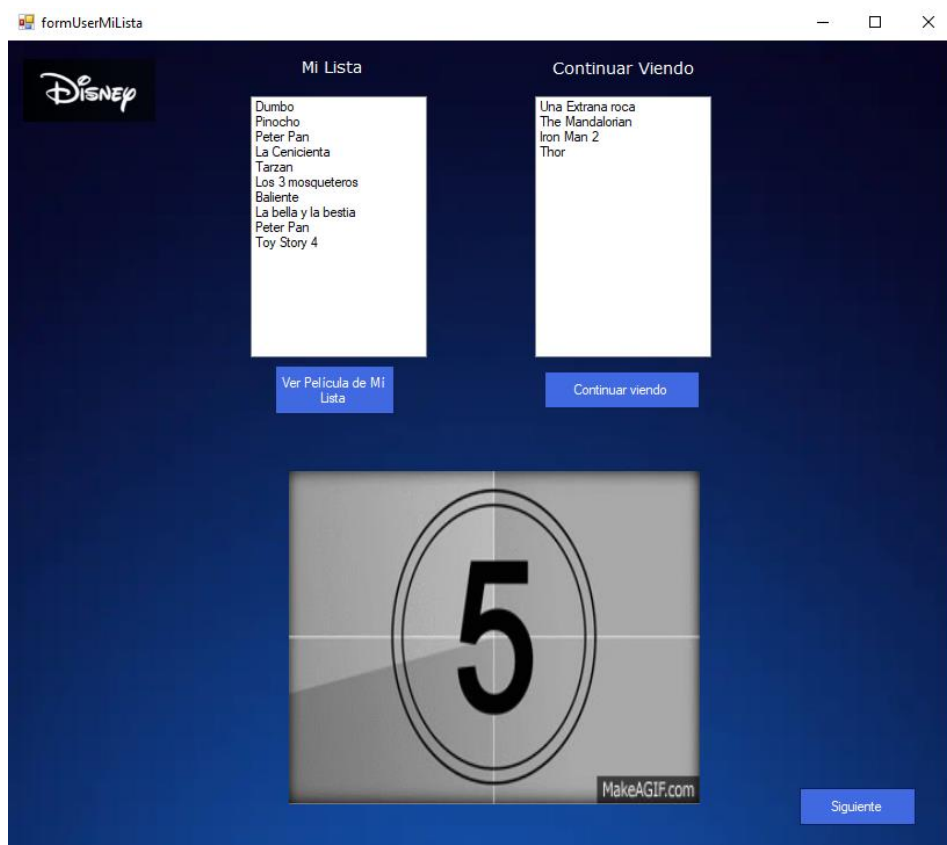 formUserMiLista
Disney
Mi Lista
Continuar Viendo
Dumbo
Pinocho
Peter Pan
La Cenicienta
Tarzan
Los 3 mosqueteros
Baliente
La bella y la bestia
Peter Pan
Toy Story 4
Una Extrana roca
The Mandalorian
Iron Man 2
Thor
Ver Película de Mi
Lista
Continuar viendo
5
MakeAGIF.com
Siguiente